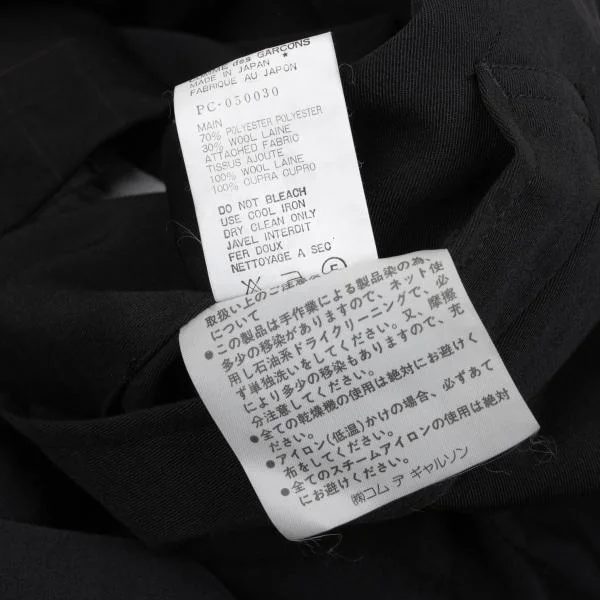 COMME des GARCONS
MADE IN JAPAN *
FABRIQUE AU JAPON
PC-050030
MAIN
70% POLYESTER POLYESTER
30% WOOL LAINE
ATTACHED FABRIC
TISSUS AJOUTE
100% WOOL LAINE
100% CUPRA CUPRO
DO NOT BLEACH
USE COOL IRON
DRY CLEAN ONLY
JAVEL INTERDIT
FER DOUX
NETTOYAGE A SEC
F
取扱い上のご注意
について
●この製品は手作業による製品染の為、
多少の移染がありますので、ネット使
用し石油系ドライクリーニングで、必
ず単独洗いをしてください。又、摩擦
により多少の移染もありますので、充
分注意してください。
●全ての乾燥機の使用は絶対にお避けく
ださい。
●アイロン(低温)かけの場合、必ずあて
布をしてください。
●全てのスチームアイロンの使用は絶対
にお避けください。
㈱コム デ ギャルソン